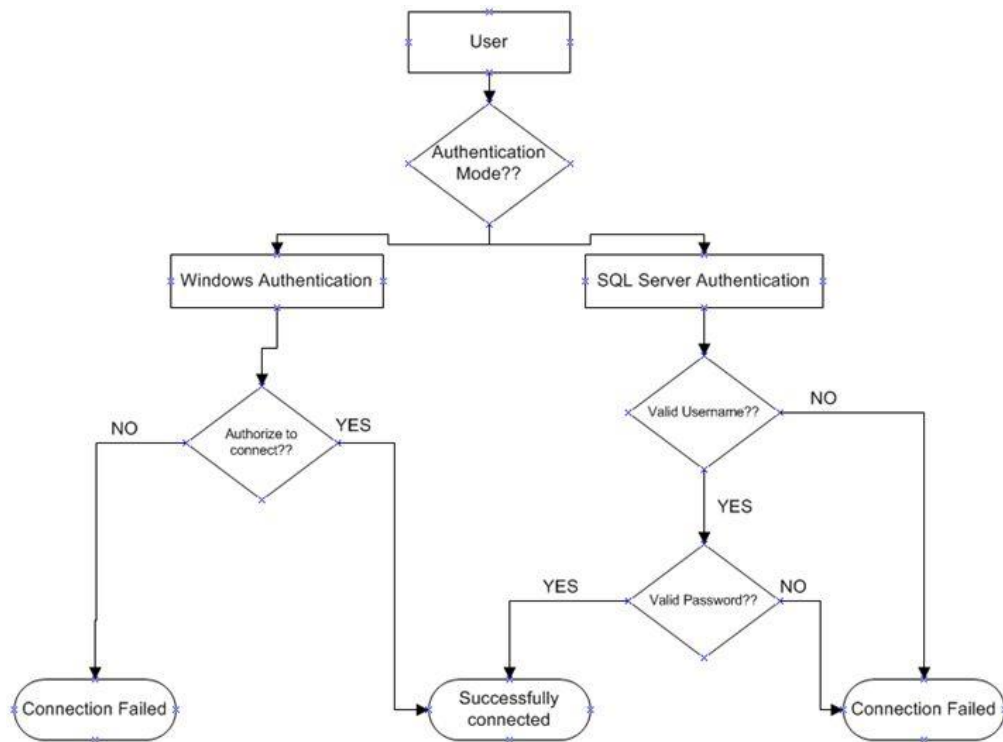 User
Authentication
Mode??
Windows Authentication
SQL Server Authentication
Authorize to
connect??
NO
YES
Valid Username??
NO
YES
Valid Password??
YES
NO
Connection Failed
Successfully
connected
Connection Failed